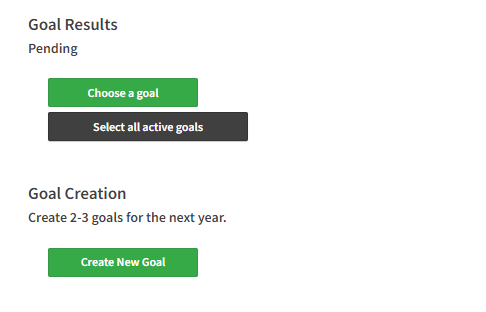 Goal Results
Pending
Choose a goal
Select all active goals
Goal Creation
Create 2-3 goals for the next year.
Create New Goal